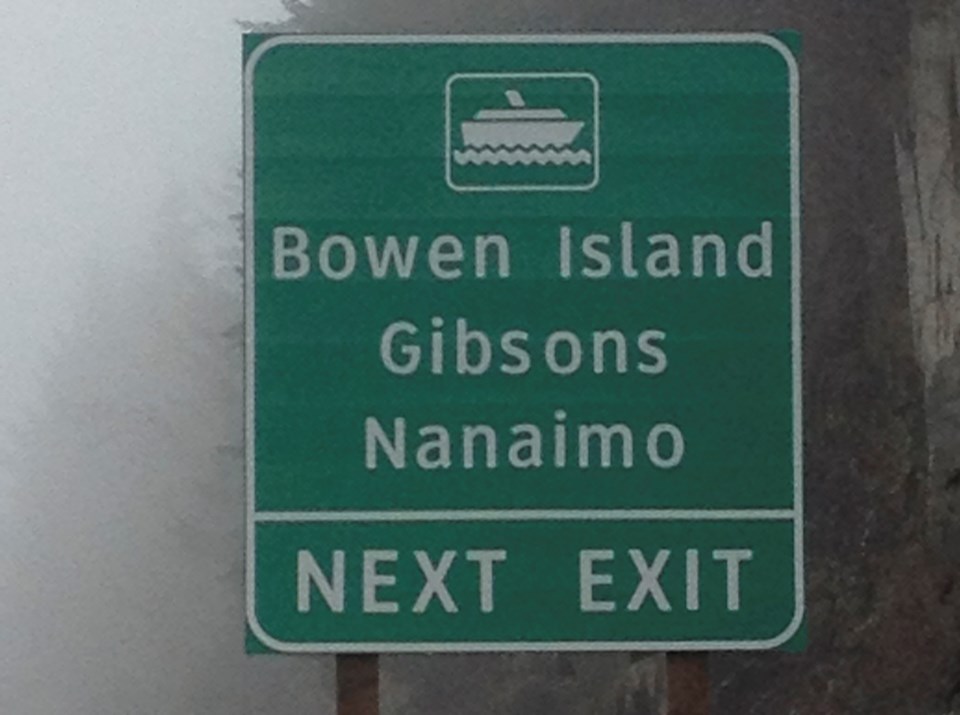 Bowen Island
Gibsons
Nanaimo
NEXT EXIT